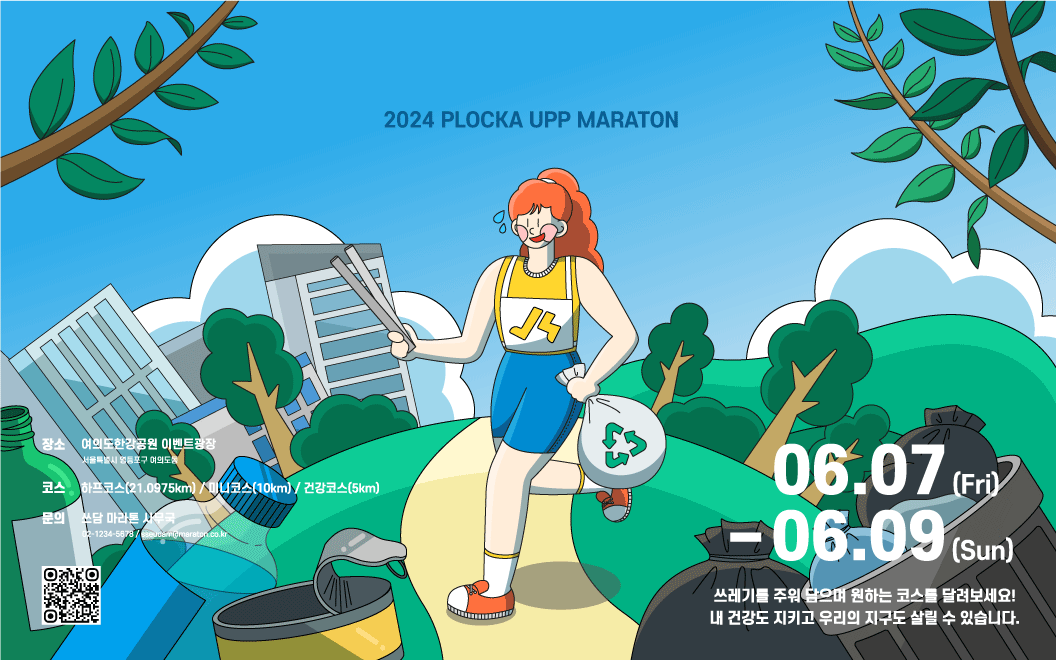 2024 PLOCKA UPP MARATON
장소 여의도한강공원 이벤트광장
서울특별시 영등포구 여의도동
코스 하프코스(21.0975km) / 미니코스(10km) / 건강코스(5km)
문의 쓰담 마라톤 사무국
02-1234-5678 / sseudam@maraton.co.kr
06.07 (Fri)
– 06.09 (Sun)
쓰레기를 주워 담으며 원하는 코스를 달려보세요!
내 건강도 지키고 우리의 지구도 살릴 수 있습니다.